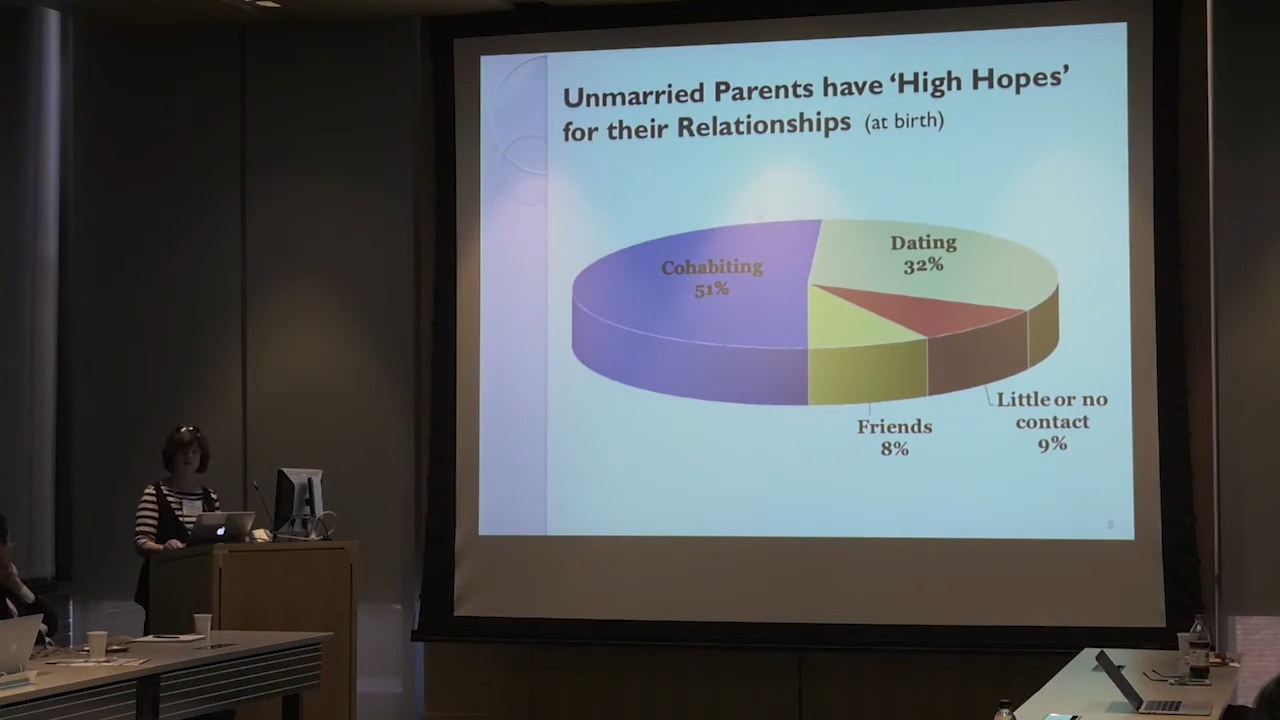 Unmarried Parents have ‘High Hopes’
for their Relationships (at birth)
Dating
32%
Cohabiting
51%
Little or no
contact
9%
Friends
8%
8